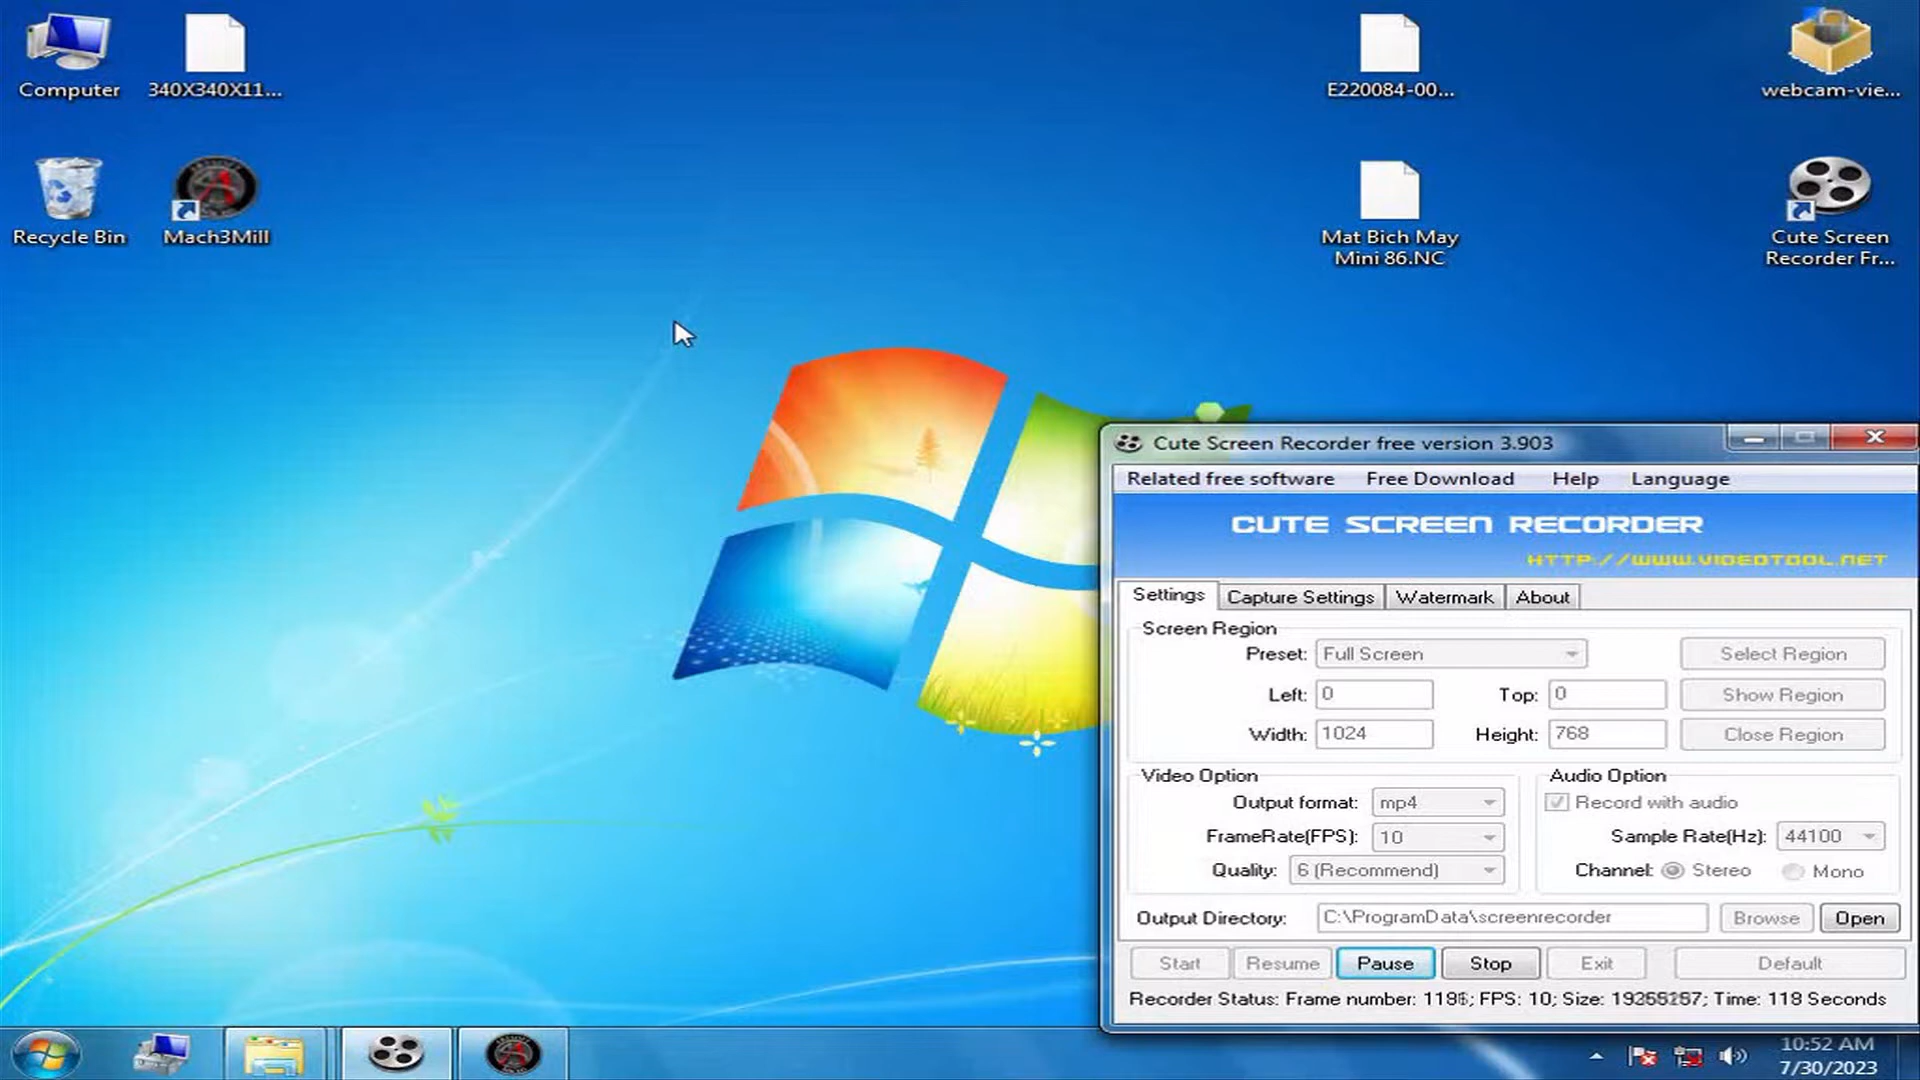 Computer
340X340X11...
E220084-00...
webcam-vie...
Recycle Bin
Mach3Mill
Mat Bich May
Mini 86.NC
Cute Screen
Recorder Fr...
Cute Screen Recorder free version 3.903
Related free software Free Download Help Language
CUTE SCREEN RECORDER
HTTP://WWW.VIDEOTOOL.NET
Settings Capture Settings Watermark About
Screen Region
Preset: Full Screen Select Region
Left: 0 Top: 0 Show Region
Width: 1024 Height: 768 Close Region
Video Option Audio Option
Output format: mp4 Record with audio
FrameRate(FPS): 10 Sample Rate(Hz): 44100
Quality: 6 (Recommend) Channel: Stereo Mono
Output Directory: C:\ProgramData\screenrecorder Browse Open
Start Resume Pause Stop Exit Default
Recorder Status: Frame number: FPS: 10; Size: Time: 118 Seconds
10:52 AM
7/30/2023